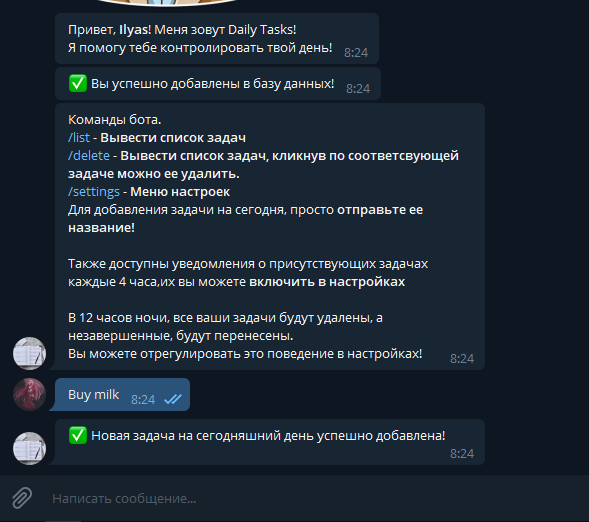 Привет, Ilyas! Меня зовут Daily Tasks!
Я помогу тебе контролировать твой день! 8:24
✅ Вы успешно добавлены в базу данных! 8:24
Команды бота.
/list - Вывести список задач
/delete - Вывести список задач, кликнув по соответсвующей
задаче можно ее удалить.
/settings - Меню настроек
Для добавления задачи на сегодня, просто отправьте ее
название!
Также доступны уведомления о присутствующих задачах
каждые 4 часа,их вы можете включить в настройках
В 12 часов ночи, все ваши задачи будут удалены, а
незавершенные, будут перенесены.
Вы можете отрегулировать это поведение в настройках! 8:24
Buy milk 8:24
✅ Новая задача на сегодняшний день успешно добавлена!
8:24
Написать сообщение...